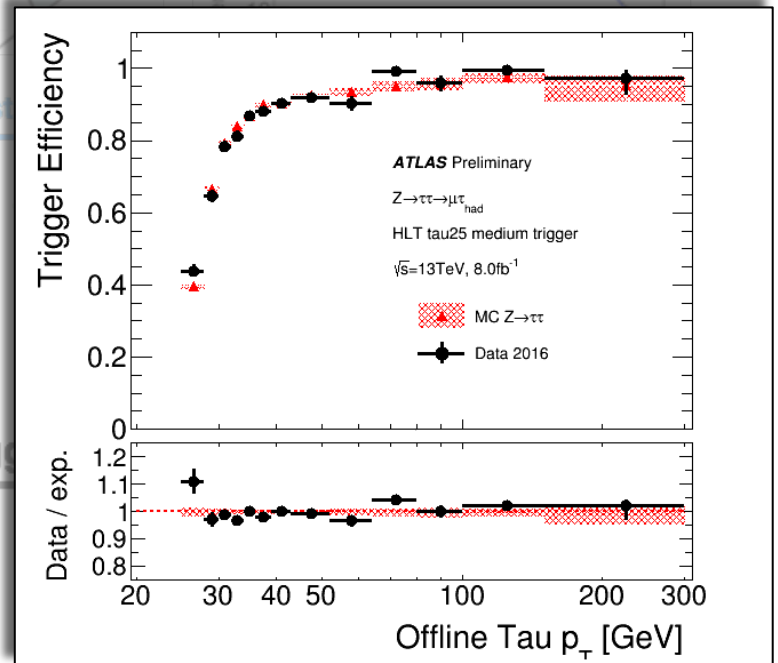 Trigger Efficiency
1
0.8
0.6
0.4
0.2
0
ATLAS Preliminary
Z→ττ→μτhad
HLT tau25 medium trigger
√s=13TeV, 8.0fb-1
MC Z→ττ
Data 2016
Data / exp.
1.2
1.1
1
0.9
0.8
20 30 40 50 100 200 300
Offline Tau pT [GeV]